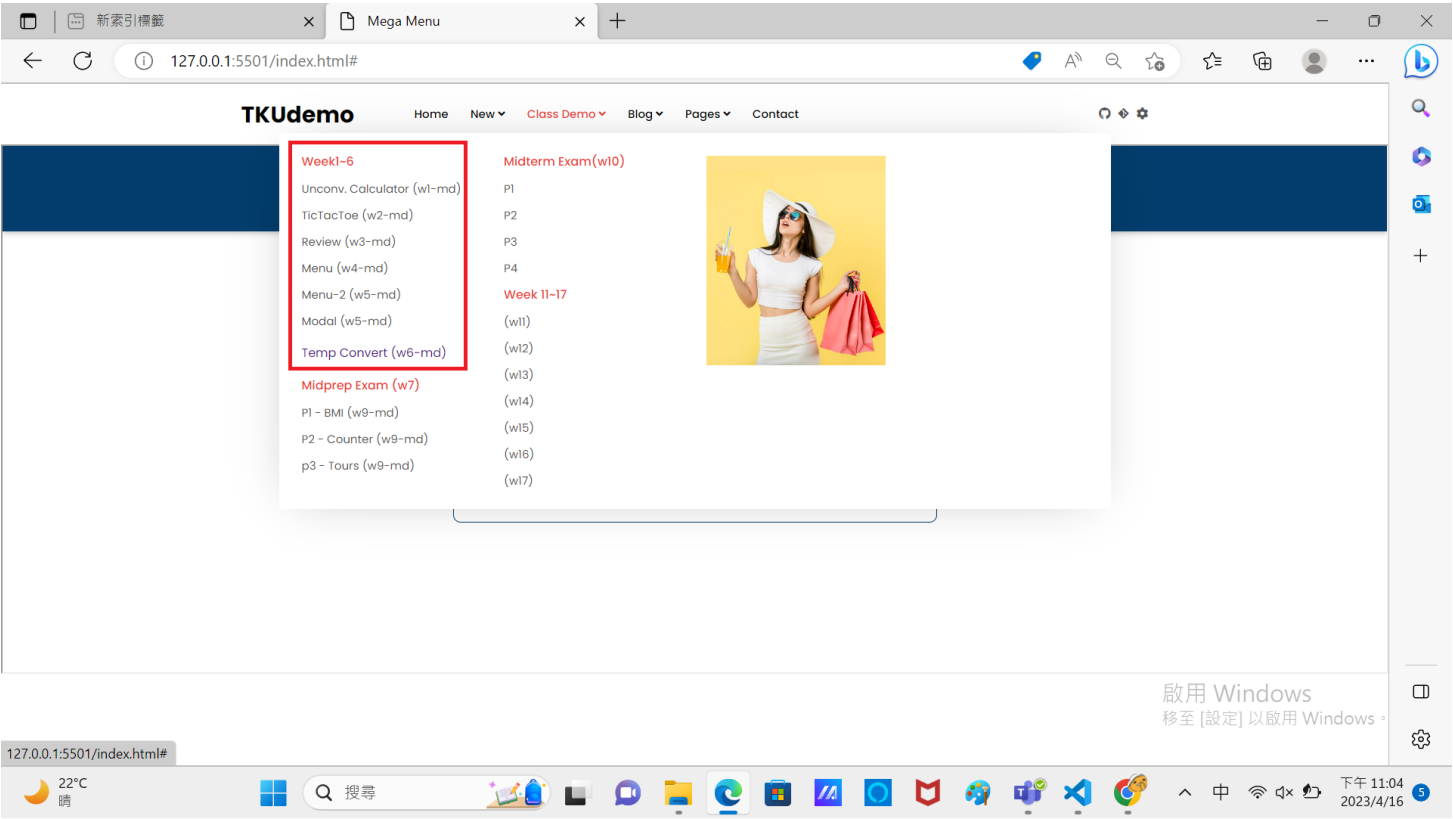 新索引標籤
Mega Menu
127.0.0.1:5501/index.html#
TKUdemo
Home New Class Demo Blog Pages Contact
Week1~6
Unconv. Calculator (w1-md)
TicTacToe (w2-md)
Review (w3-md)
Menu (w4-md)
Menu-2 (w5-md)
Modal (w5-md)
Temp Convert (w6-md)
Midprep Exam (w7)
P1 - BMI (w9-md)
P2 - Counter (w9-md)
p3 - Tours (w9-md)
Midterm Exam(w10)
P1
P2
P3
P4
Week 11~17
(w11)
(w12)
(w13)
(w14)
(w15)
(w16)
(w17)
啟用 Windows
移至 [設定] 以啟用 Windows。
127.0.0.1:5501/index.html#
22°C
晴
搜尋
中
下午 11:04
2023/4/16
5